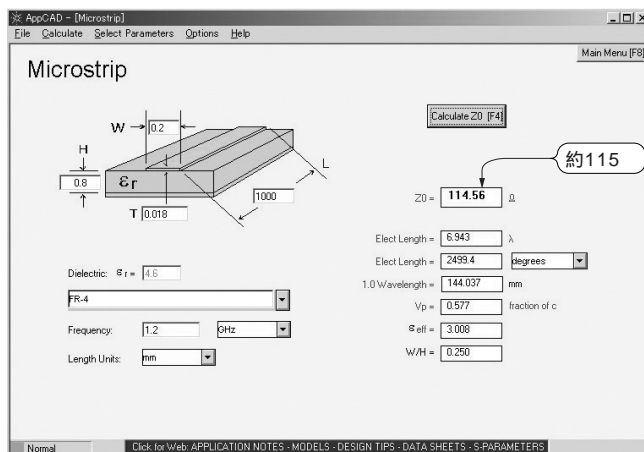 AppCAD - [Microstrip]
File Calculate Select Parameters Options Help
Main Menu [F8]
Microstrip
Calculate Z0 [F4]
W 0.2
H
L
0.8
εr
1000
T 0.018
約115
Z0 = 114.56 Ω
Elect Length = 6.943 λ
Elect Length = 2499.4 degrees
1.0 Wavelength = 144.037 mm
Vp = 0.577 fraction of c
εeff = 3.008
W/H = 0.250
Dielectric: εr = 4.6
FR-4
Frequency: 1.2 GHz
Length Units: mm
Normal
Click for Web: APPLICATION NOTES - MODELS - DESIGN TIPS - DATA SHEETS - S-PARAMETERS